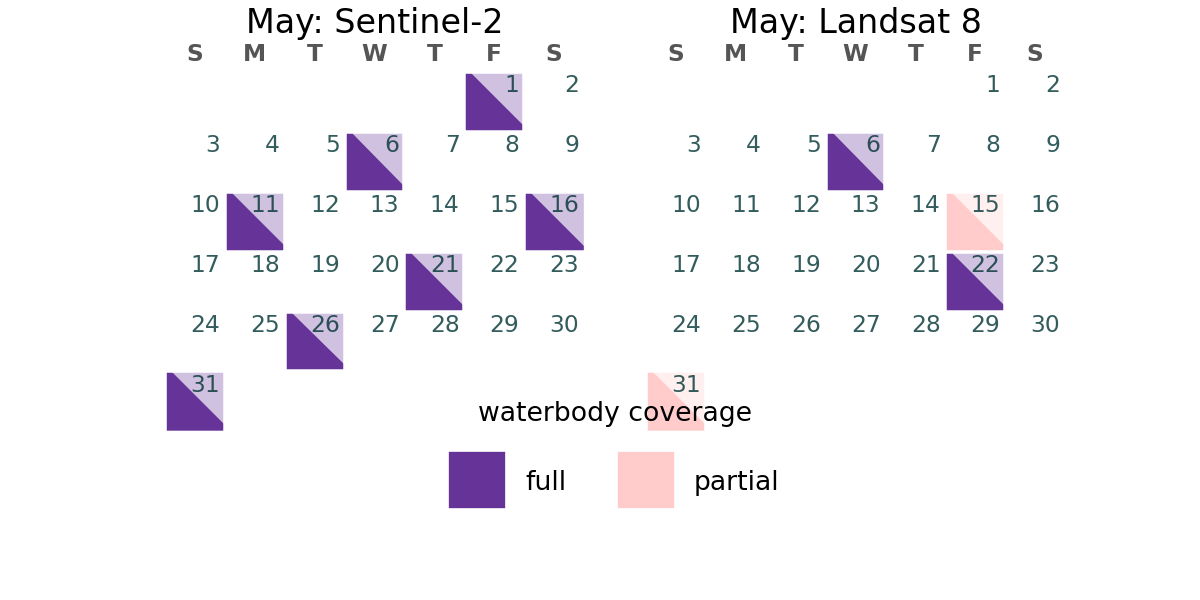 May: Sentinel-2
S M T W T F S
1 2
3 4 5 6 7 8 9
10 11 12 13 14 15 16
17 18 19 20 21 22 23
24 25 26 27 28 29 30
31
May: Landsat 8
S M T W T F S
1 2
3 4 5 6 7 8 9
10 11 12 13 14 15 16
17 18 19 20 21 22 23
24 25 26 27 28 29 30
31
waterbody coverage
full
partial